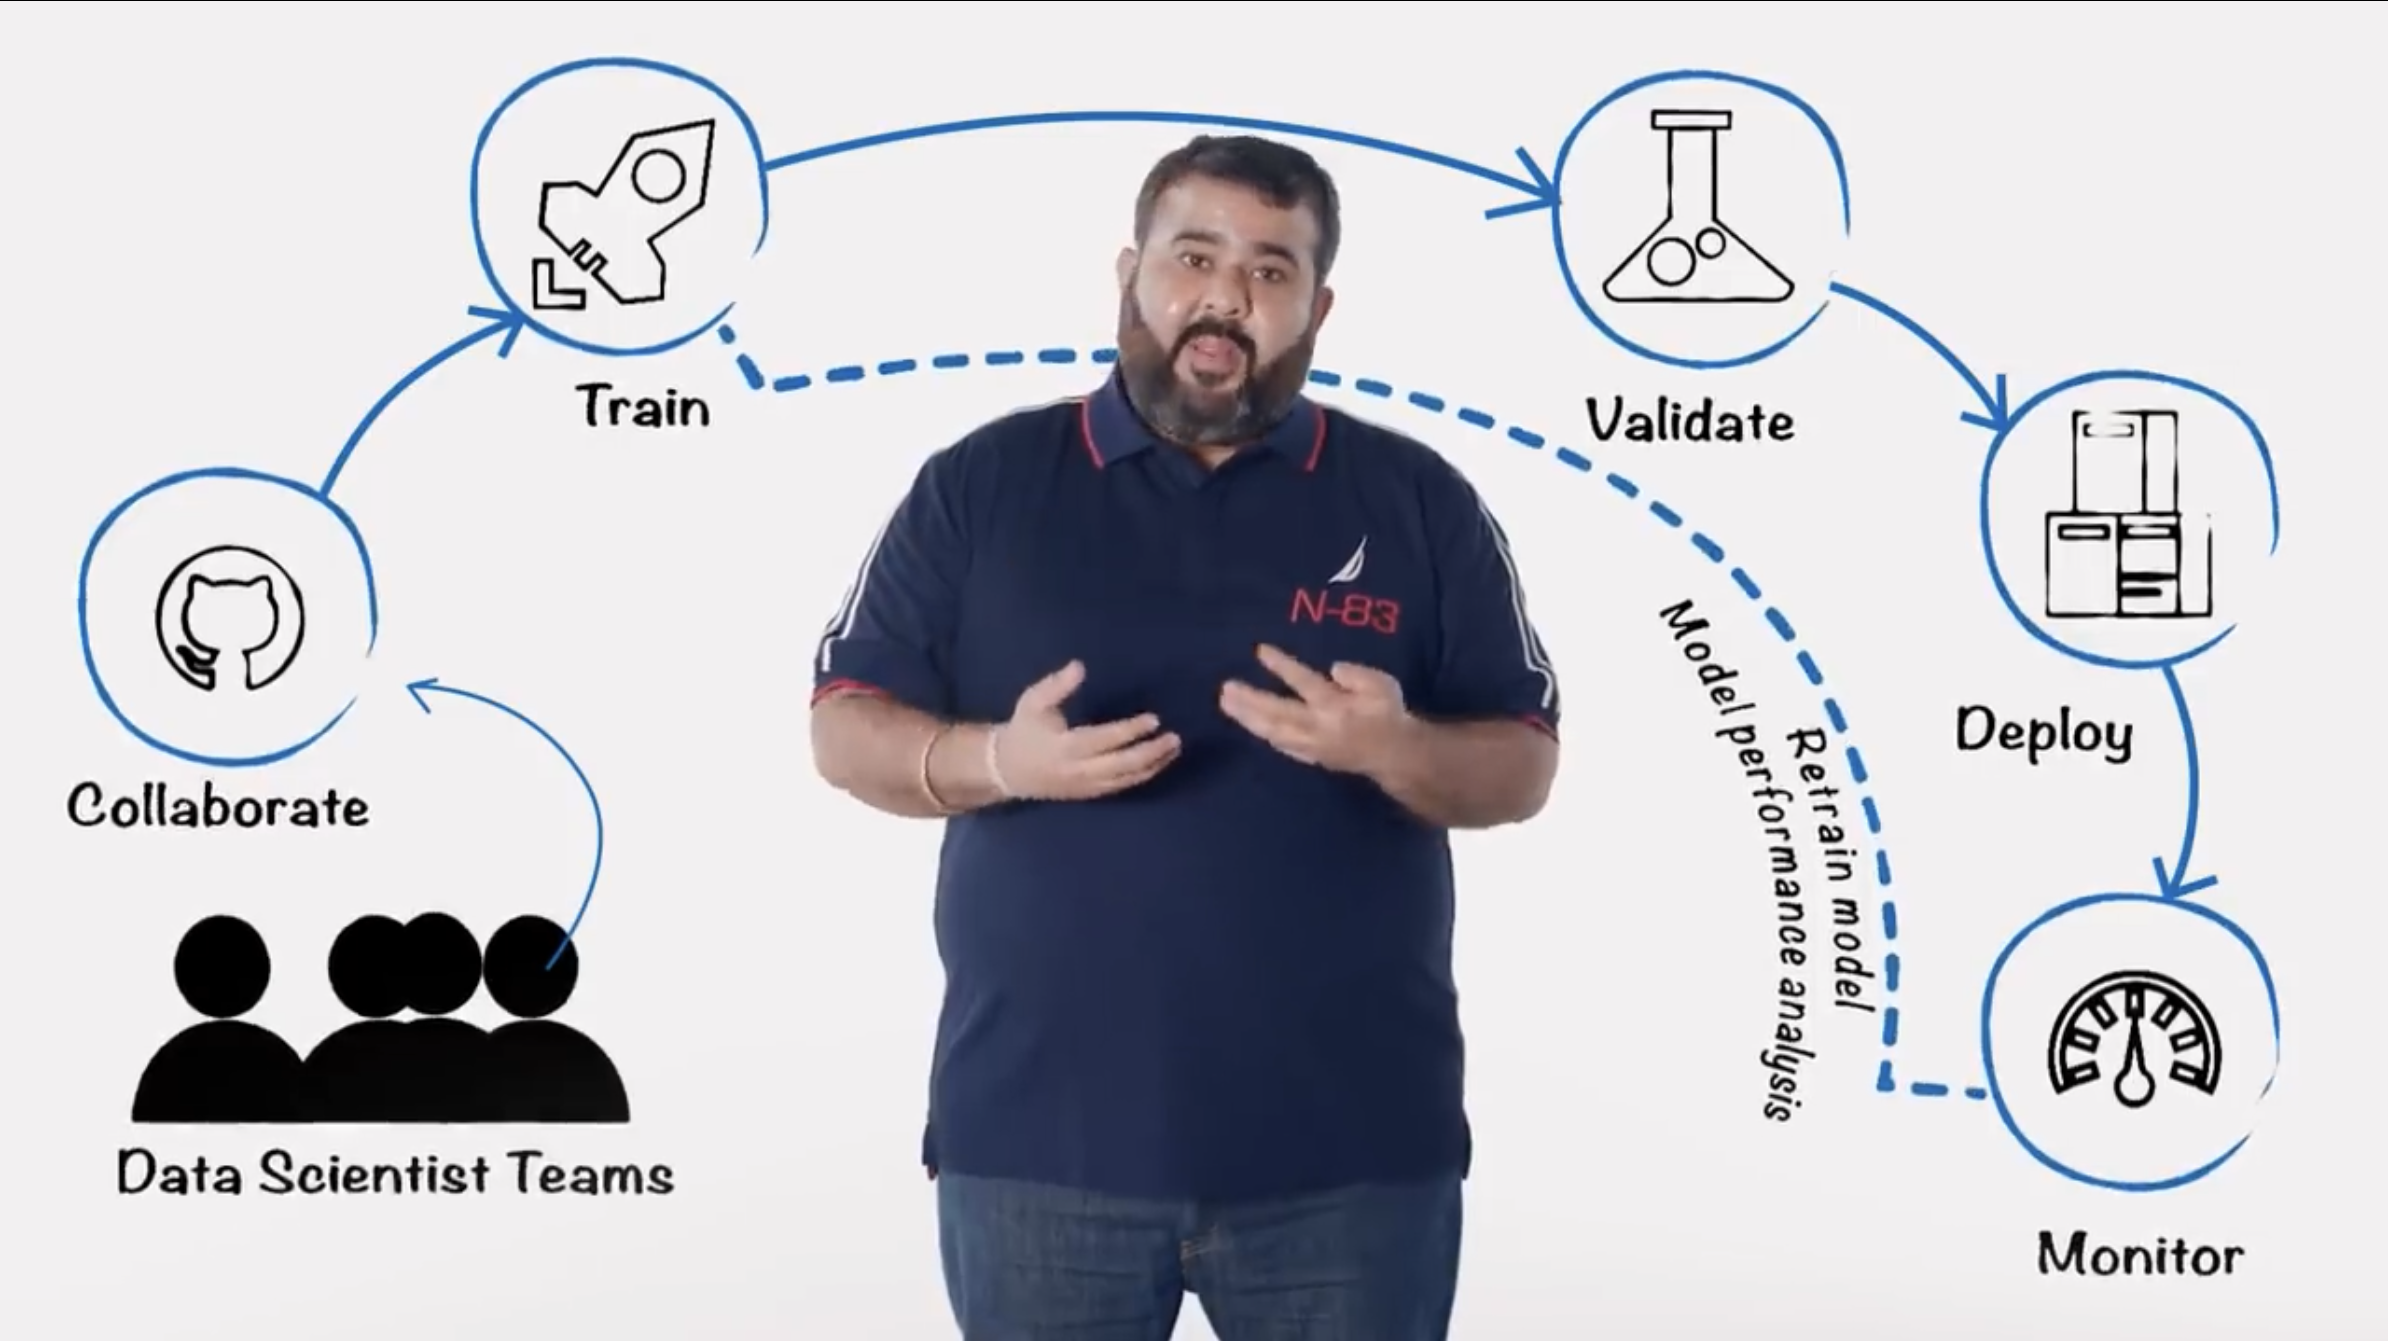 Train
Validate
Collaborate
Deploy
N-83
Retrain model
Model performance analysis
Data Scientist Teams
Monitor